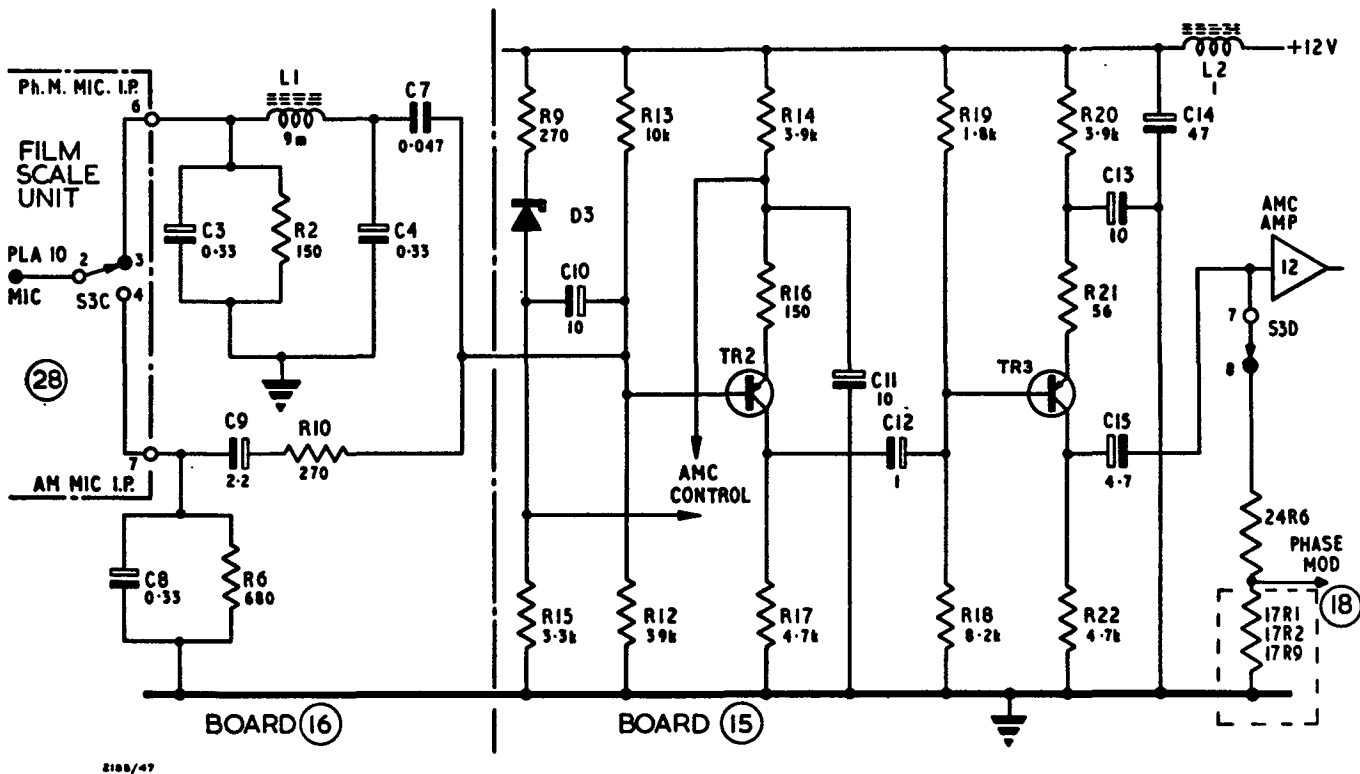 Ph.M. MIC. I.P.
6
L1
9m
C7
0·047
FILM
SCALE
UNIT
C3
0·33
R2
150
C4
0·33
PLA 10
2
3
MIC
S3C
4
28
7
AM MIC I.P.
C9
2·2
R10
270
C8
0·33
R6
680
BOARD 16
R9
270
R13
10k
R14
3·9k
R19
1·8k
R20
3·9k
L2
1
+12V
C14
47
D3
C10
10
R16
150
C13
10
R21
56
TR2
C11
10
TR3
C12
1
C15
4·7
AMC
CONTROL
AMC
AMP
12
7
S3D
8
24R6
PHASE
MOD
18
17R1
17R2
17R9
R15
3·3k
R12
39k
R17
4·7k
R18
8·2k
R22
4·7k
BOARD 15
2188/47